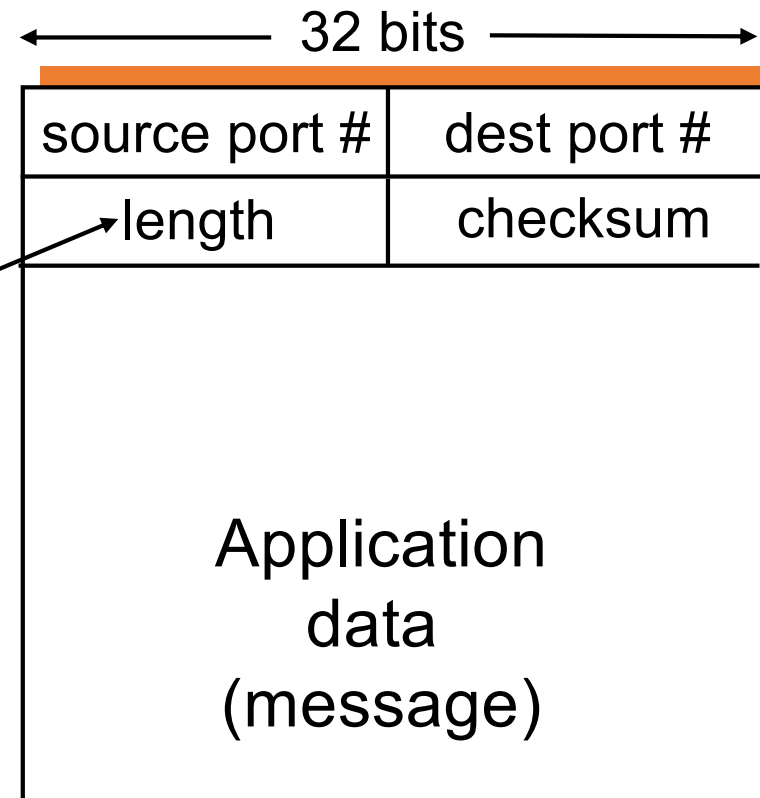 32 bits
source port # dest port #
length checksum
Application
data
(message)